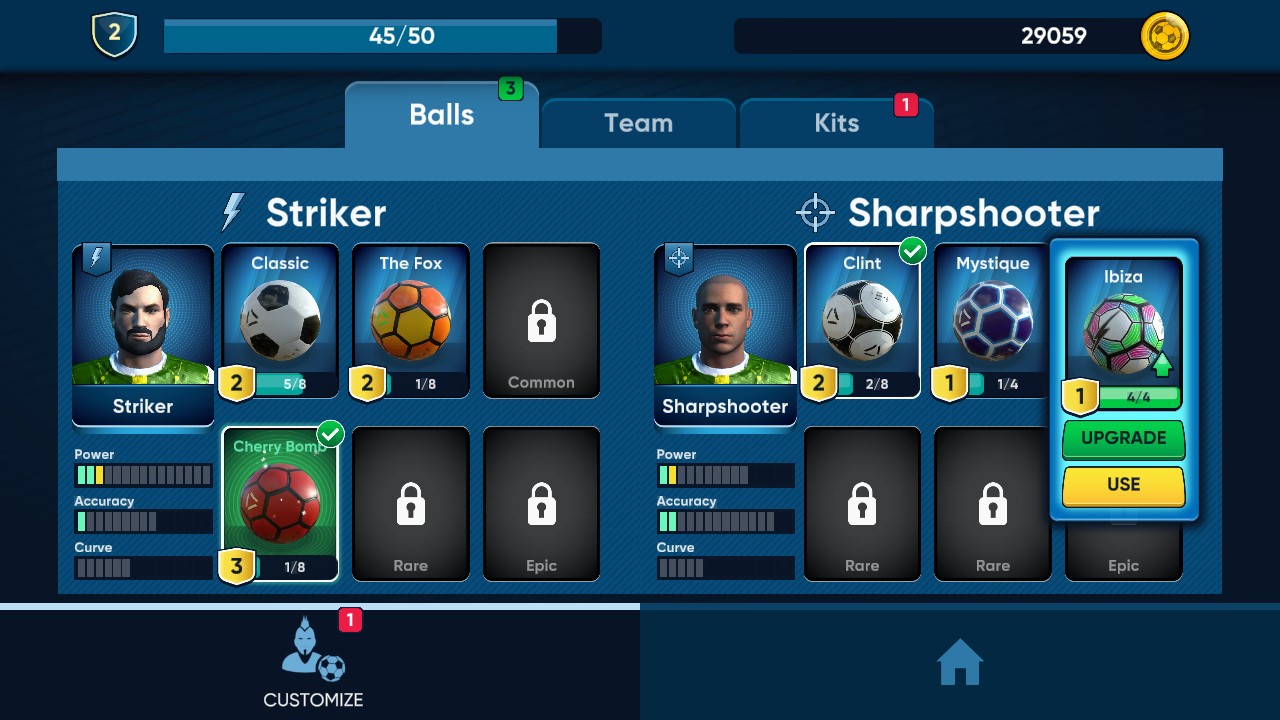 2
45/50
29059
Balls
3
Team
Kits
1
Striker
Sharpshooter
Classic
2
5/8
The Fox
2
1/8
Common
Clint
2
2/8
Mystique
1
1/4
Ibiza
1
4/4
UPGRADE
USE
Striker
Power
Accuracy
Curve
Cherry Bomb
3
1/8
Rare
Epic
Sharpshooter
Power
Accuracy
Curve
Rare
Rare
Epic
1
CUSTOMIZE